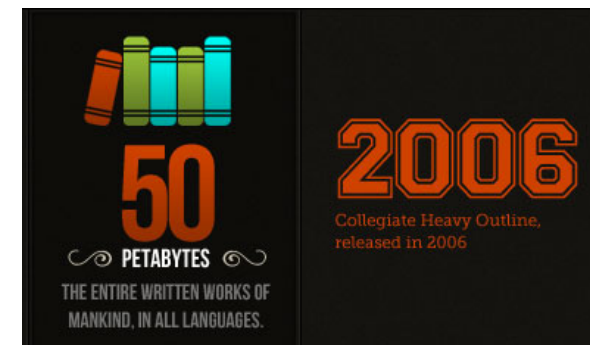 50
PETABYTES
THE ENTIRE WRITTEN WORKS OF
MANKIND, IN ALL LANGUAGES.
2006
Collegiate Heavy Outline,
released in 2006